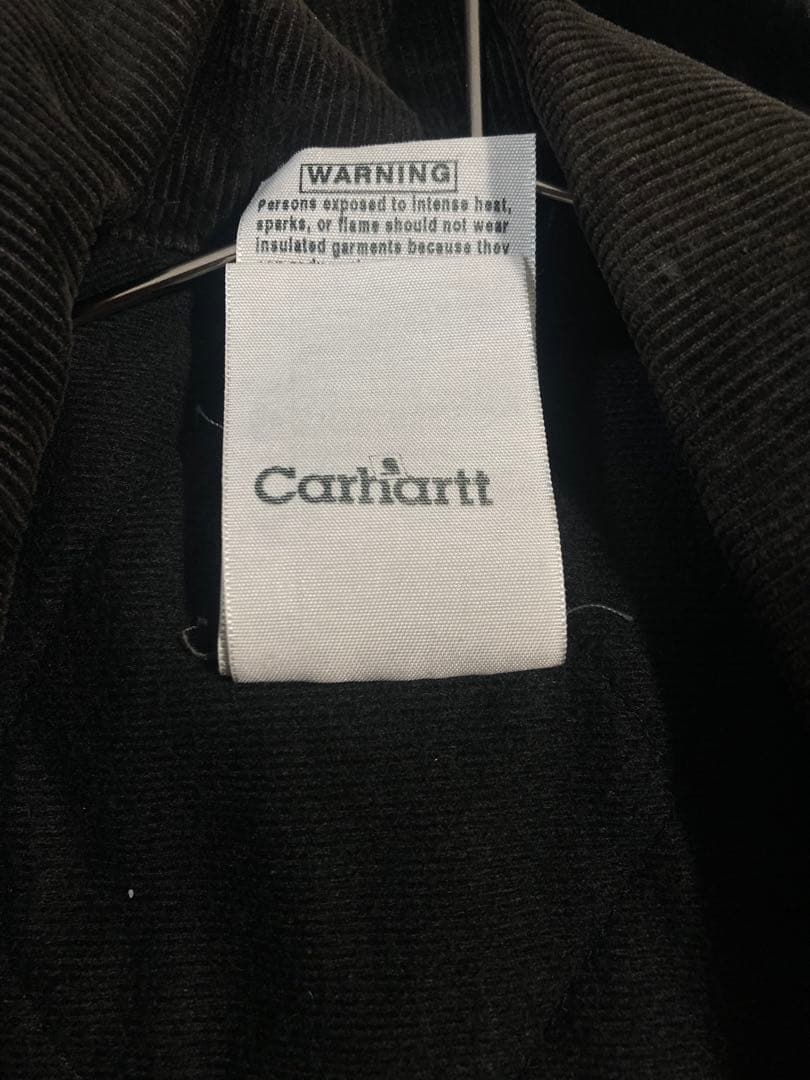 WARNING
Persons exposed to intense heat,
sparks, or flame should not wear
insulated garments because they
Carhartt